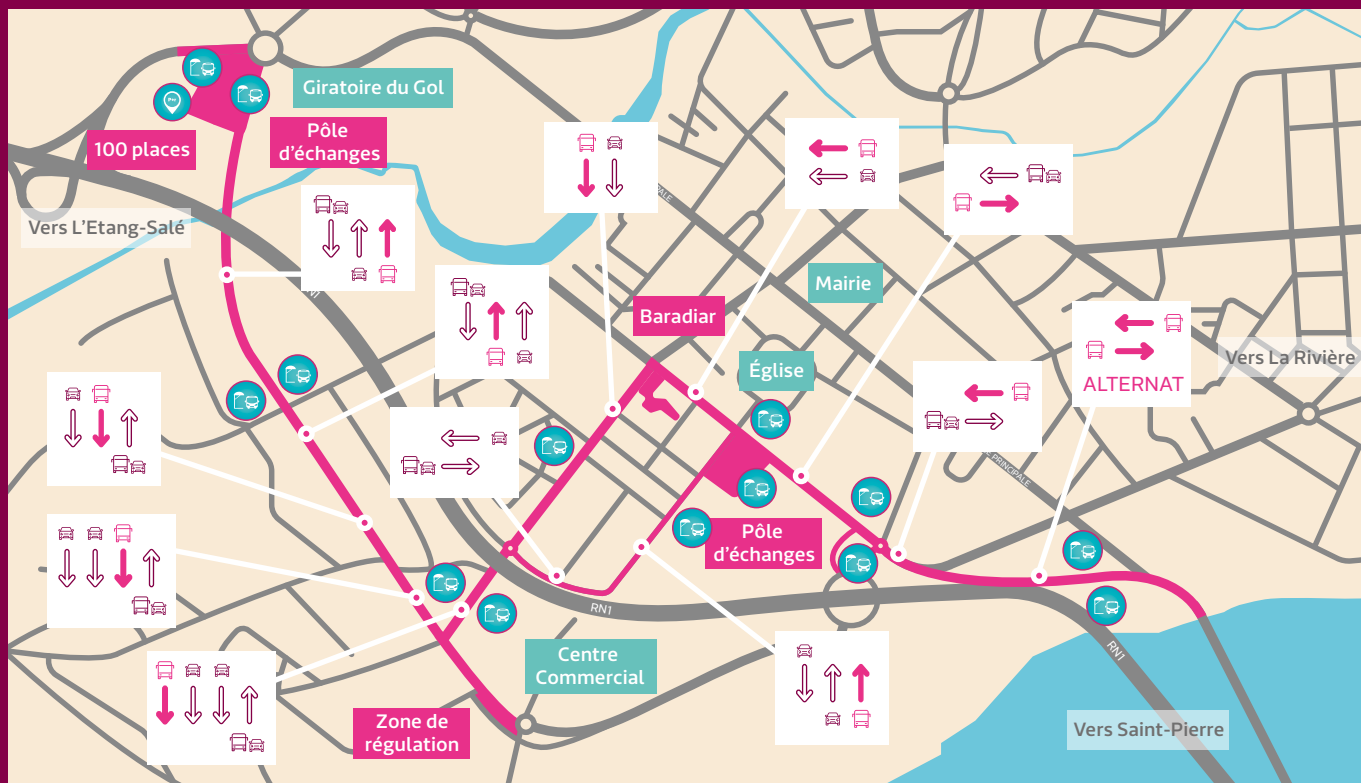 Giratoire du Gol
100 places
Pôle
d'échanges
Vers L'Etang-Salé
Baradiar
Mairie
Église
ALTERNAT
Vers La Rivière
PRINCIPALE
Pôle
d'échanges
RN1
RN1
Centre
Commercial
Zone de
régulation
Vers Saint-Pierre